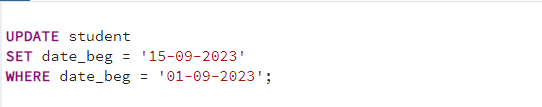 UPDATE student
SET date_beg = '15-09-2023'
WHERE date_beg = '01-09-2023';